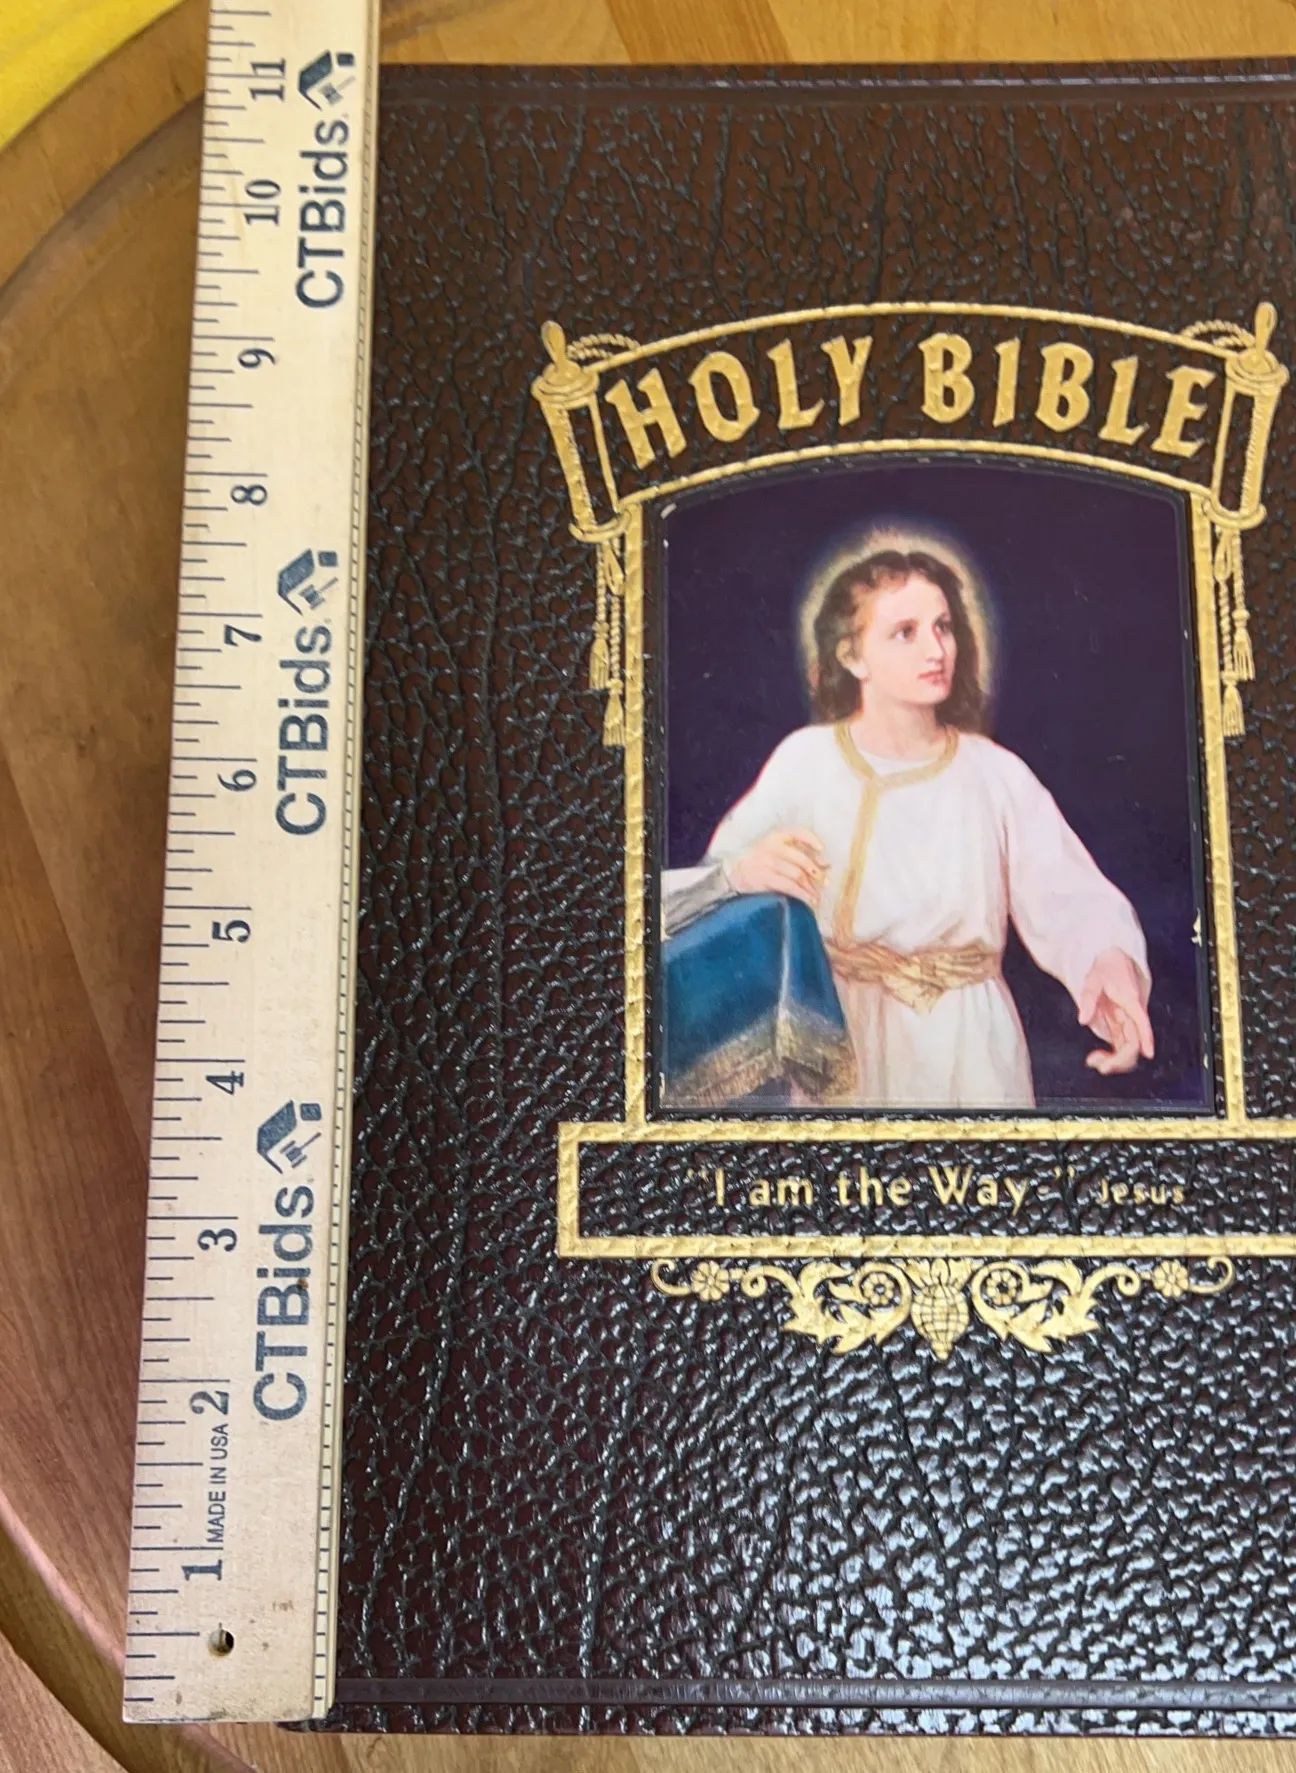 HOLY BIBLE
"I am the Way-" Jesus
11
10
9
8
7
6
5
4
3
2
1
MADE IN USA
CTBids.
CTBids.
CTBids.